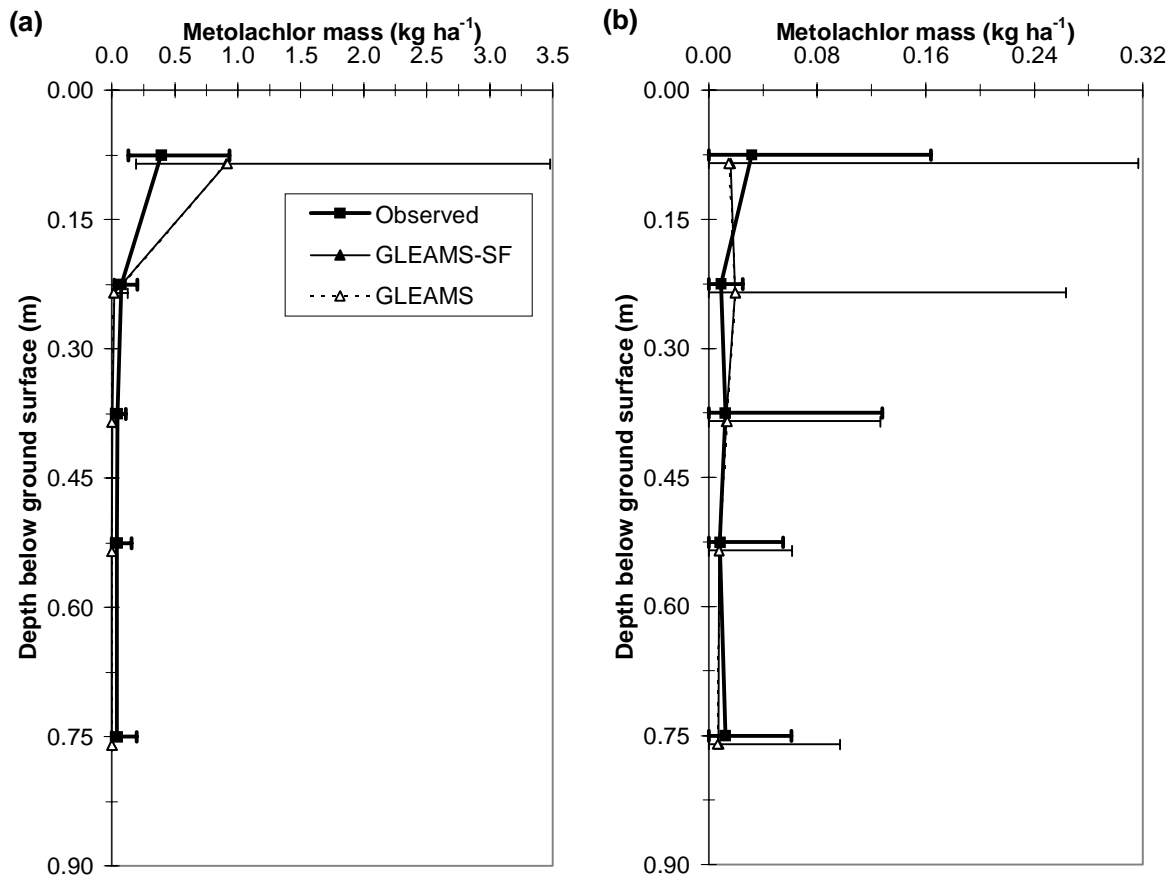 (a)
Metolachlor mass (kg ha-1)
0.0 0.5 1.0 1.5 2.0 2.5 3.0 3.5
0.00
0.15
0.30
0.45
0.60
0.75
0.90
Depth below ground surface (m)
Observed
GLEAMS-SF
GLEAMS
(b)
Metolachlor mass (kg ha-1)
0.00 0.08 0.16 0.24 0.32
0.00
0.15
0.30
0.45
0.60
0.75
0.90
Depth below ground surface (m)